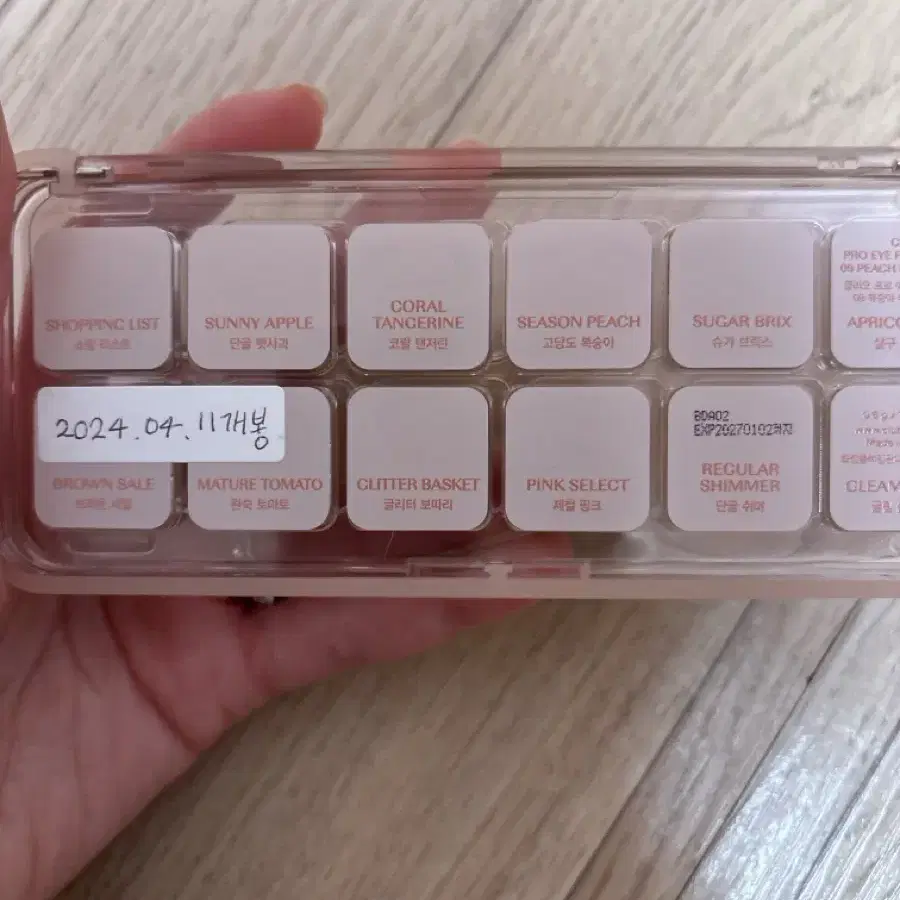 SHOPPING LIST
쇼핑 리스트
SUNNY APPLE
단골 햇사과
CORAL
TANGERINE
코랄 탠저린
SEASON PEACH
고당도 복숭아
SUGAR BRIX
슈가 브릭스
PRO EYE P
09 PEACH
APRICO
살구
2024.04.11개봉
BROWN SALE
브라운 세일
MATURE TOMATO
완숙 토마토
GLITTER BASKET
글리터 보따리
PINK SELECT
제철 핑크
BDA02
EXP20270102까지
REGULAR
SHIMMER
단골 쉬머
GLEAM